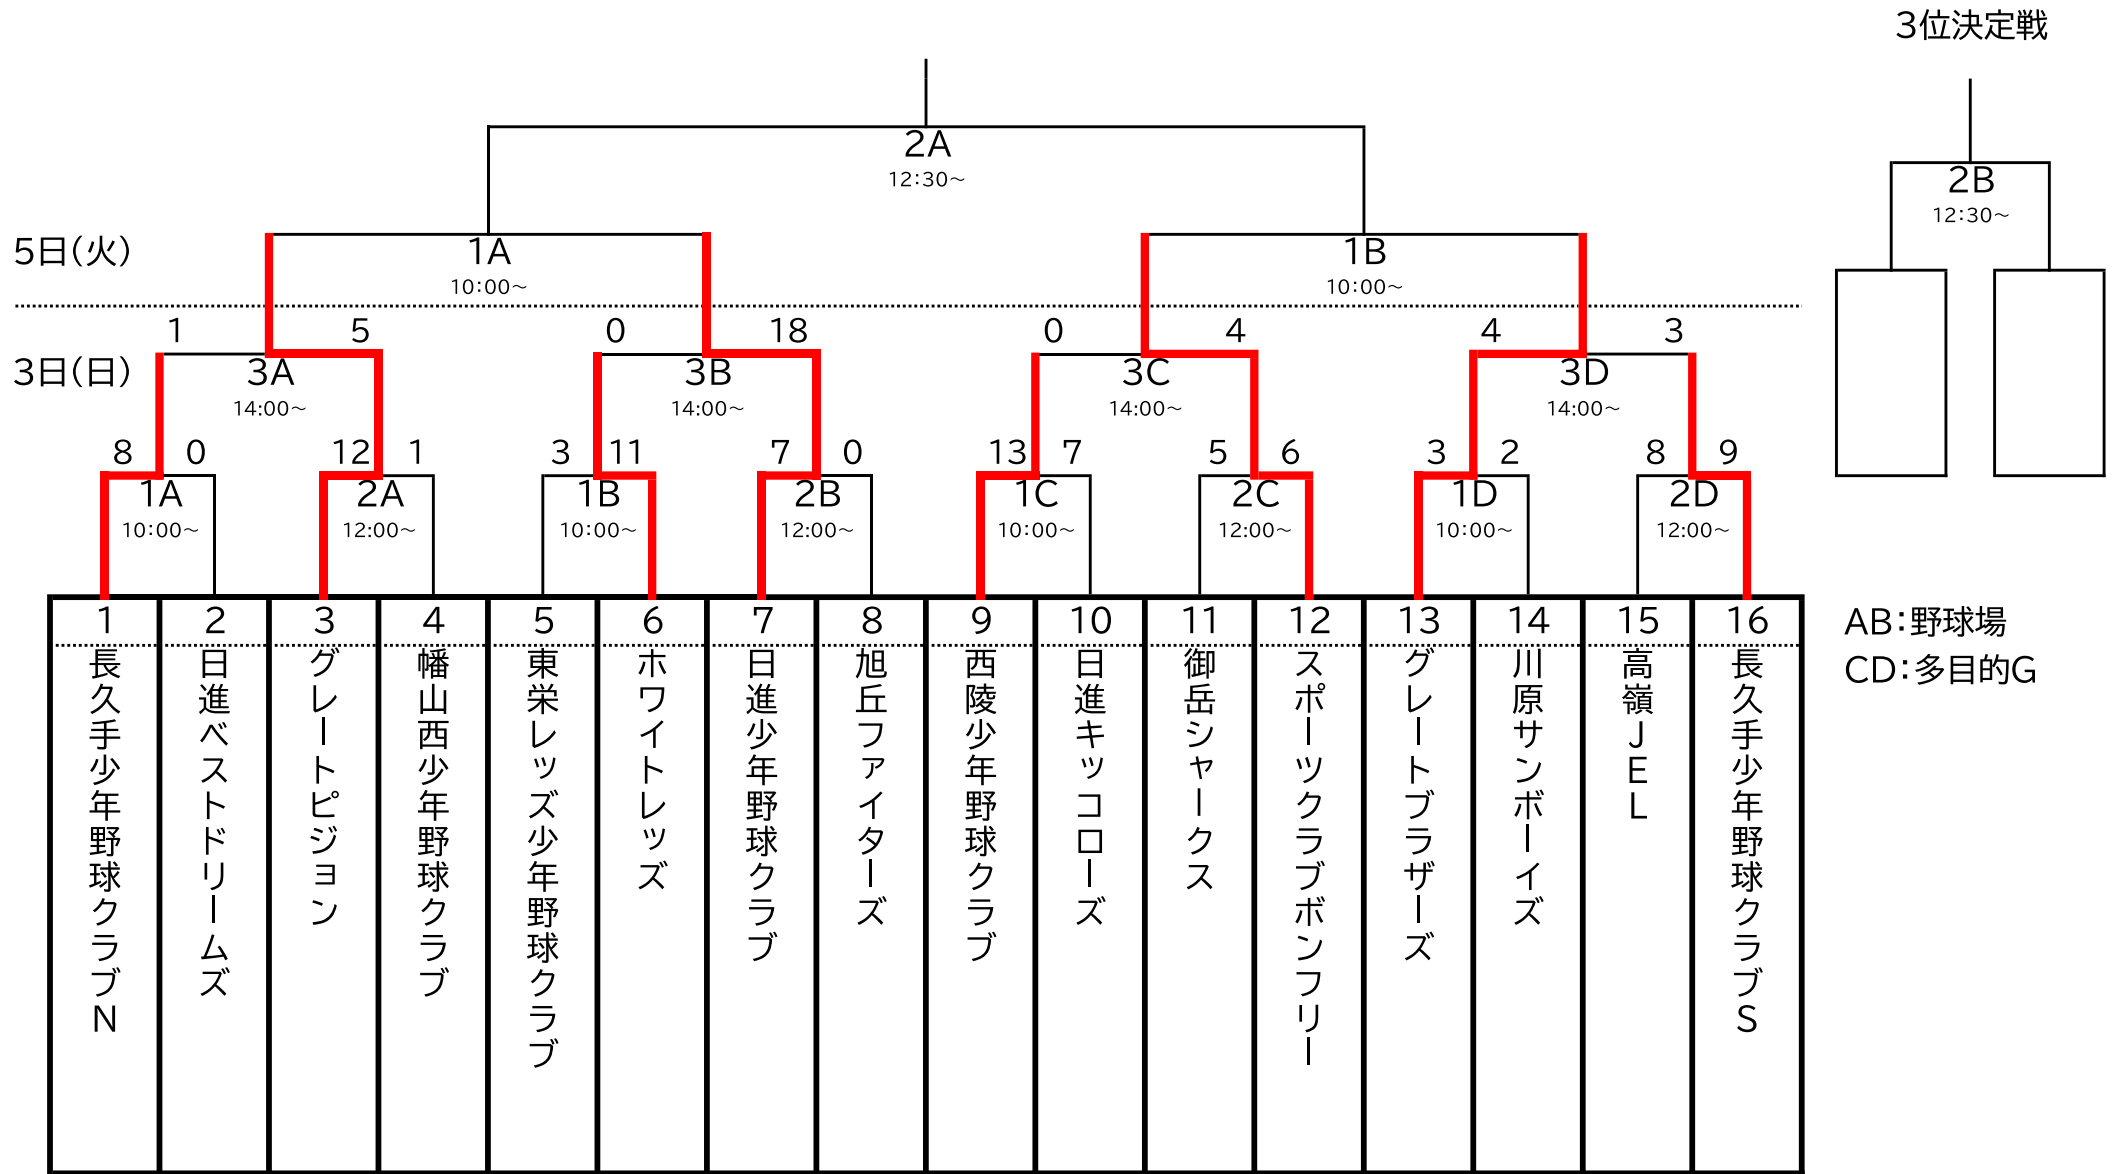 3位決定戦
2A
12:30～
2B
12:30～
5日(火)
1A
10:00～
1B
10:00～
1 5 0 18 0 4 4 3
3日(日)
3A
14:00～
3B
14:00～
3C
14:00～
3D
14:00～
8 0 12 1 3 11 7 0 13 7 5 6 3 2 8 9
1A
10:00～
2A
12:00～
1B
10:00～
2B
12:00～
1C
10:00～
2C
12:00～
1D
10:00～
2D
12:00～
1 2 3 4 5 6 7 8 9 10 11 12 13 14 15 16
長久手少年野球クラブN
日進ベストドリームズ
グレートピジョン
幡山西少年野球クラブ
東栄レッズ少年野球クラブ
ホワイトレッズ
日進少年野球クラブ
旭丘ファイターズ
西陵少年野球クラブ
日進キッコローズ
御岳シャークス
スポーツクラブボンフリー
グレートブラザーズ
川原サンボーイズ
高嶺JEL
長久手少年野球クラブS
AB：野球場
CD：多目的G